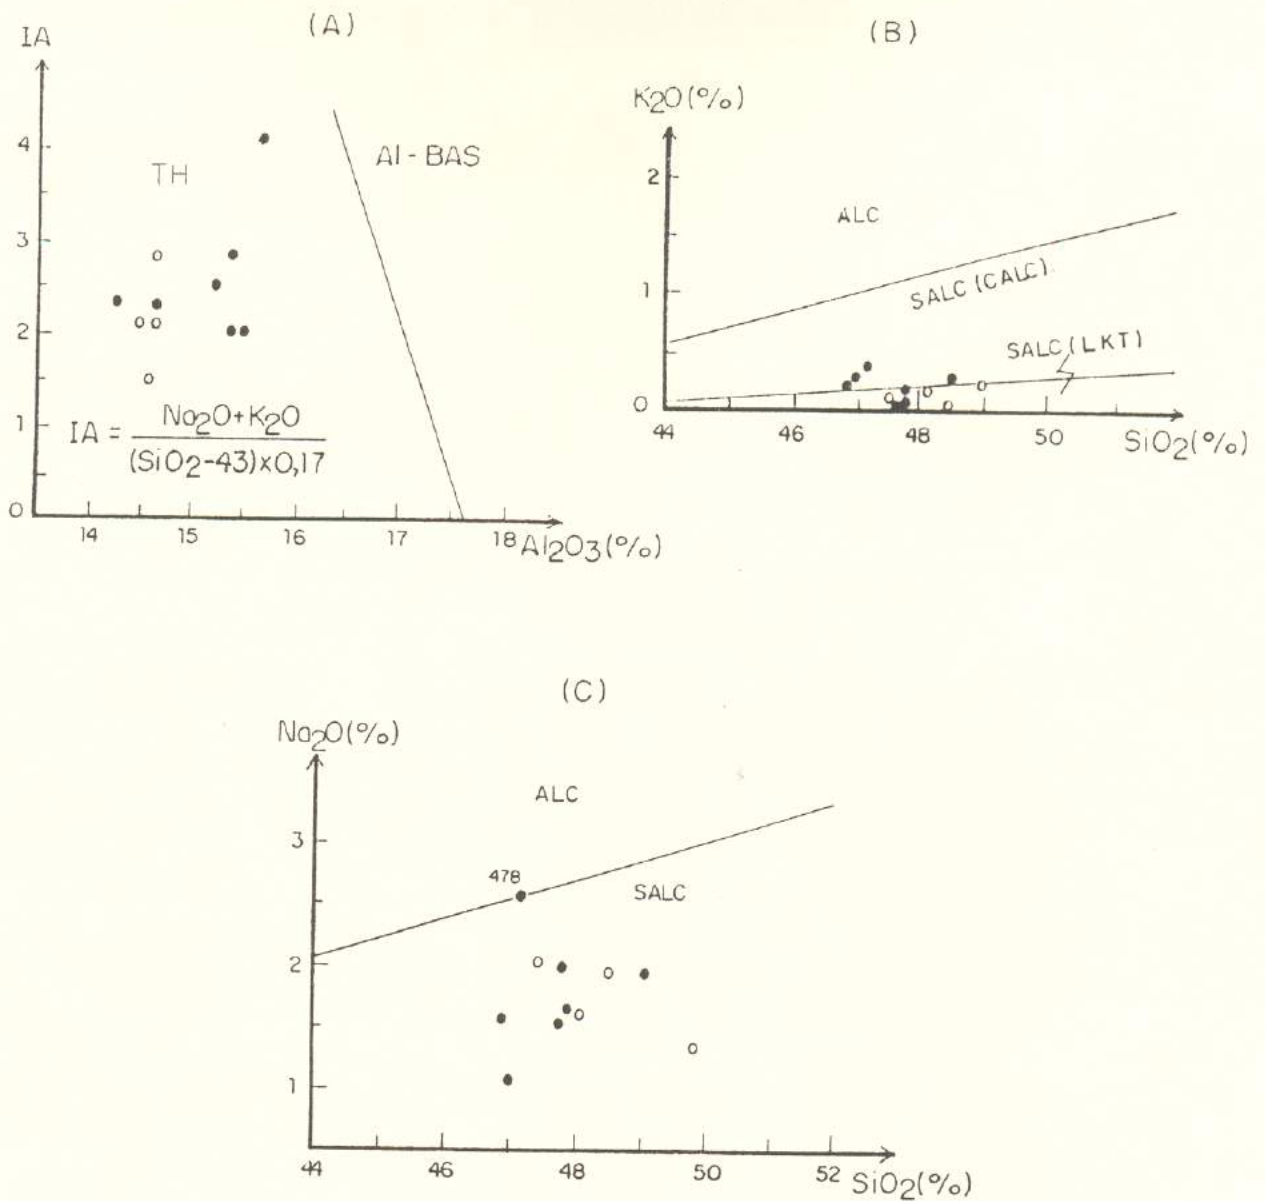 (A)
IA
4
3
2
1
0
TH
Al-BAS
IA = Na2O+K2O
(SiO2-43)x0,17
14 15 16 17 18 Al2O3(%)
(B)
K2O(%)
2
1
0
ALC
SALC (CALC)
SALC (LKT)
44 46 48 50 SiO2(%)
(C)
Na2O(%)
3
2
1
ALC
478
SALC
44 46 48 50 52 SiO2(%)